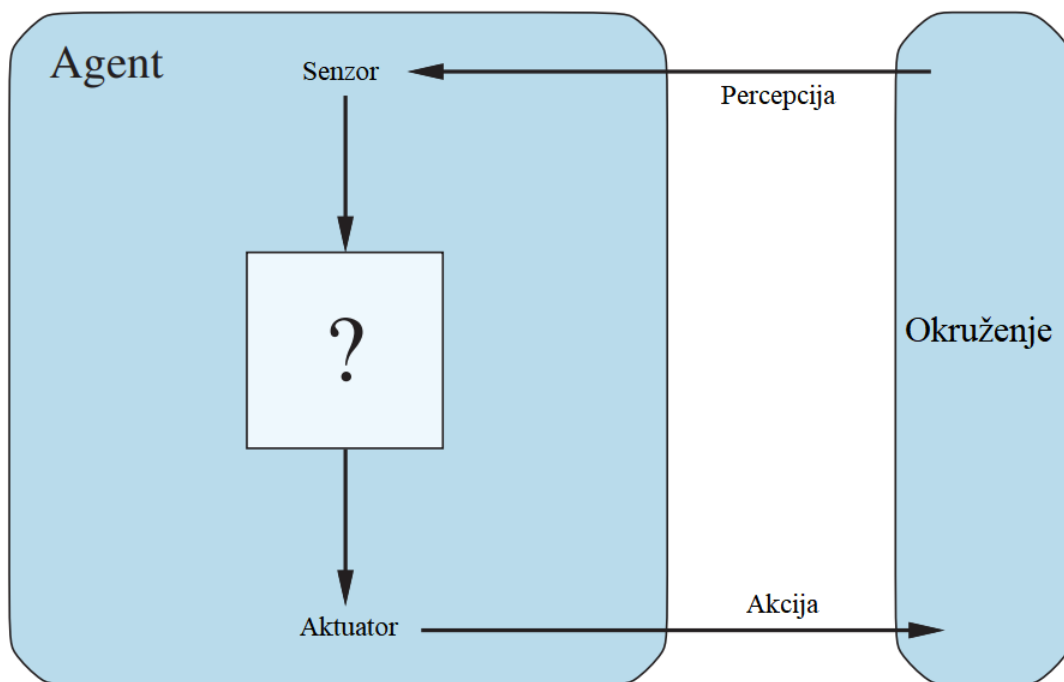 Agent
Senzor
Percepcija
?
Okruženje
Akcija
Aktuator